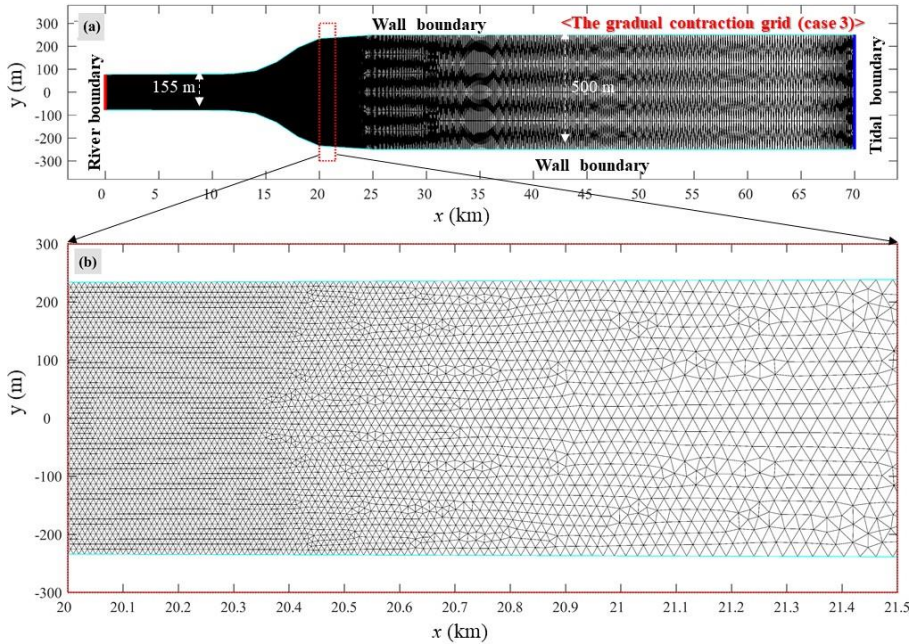 (a)
Wall boundary
<The gradual contraction grid (case 3)>
300
200
100
0
-100
-200
-300
y (m)
River boundary
155 m
500 m
Tidal boundary
Wall boundary
0 5 10 15 20 25 30 35 40 45 50 55 60 65 70
x (km)
(b)
300
200
100
0
-100
-200
-300
y (m)
20 20.1 20.2 20.3 20.4 20.5 20.6 20.7 20.8 20.9 21 21.1 21.2 21.3 21.4 21.5
x (km)